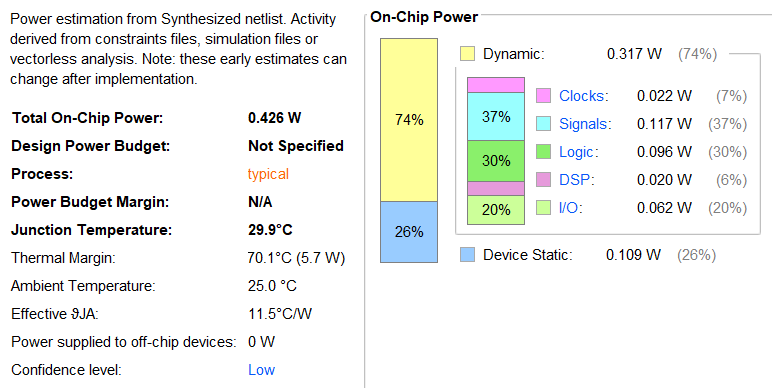 Power estimation from Synthesized netlist. Activity
derived from constraints files, simulation files or
vectorless analysis. Note: these early estimates can
change after implementation.
Total On-Chip Power: 0.426 W
Design Power Budget: Not Specified
Process: typical
Power Budget Margin: N/A
Junction Temperature: 29.9°C
Thermal Margin: 70.1°C (5.7 W)
Ambient Temperature: 25.0 °C
Effective ϑJA: 11.5°C/W
Power supplied to off-chip devices: 0 W
Confidence level: Low
On-Chip Power
74%
26%
Dynamic: 0.317 W (74%)
37%
30%
20%
Clocks: 0.022 W (7%)
Signals: 0.117 W (37%)
Logic: 0.096 W (30%)
DSP: 0.020 W (6%)
I/O: 0.062 W (20%)
Device Static: 0.109 W (26%)